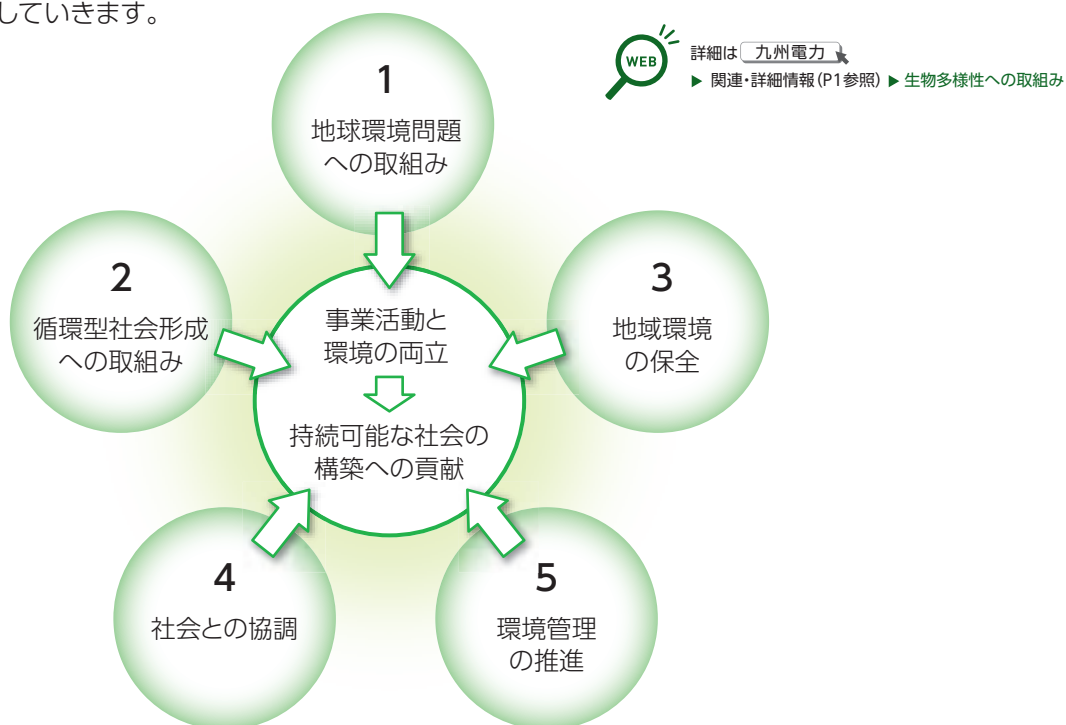 していきます。
WEB
詳細は 九州電力
▶ 関連・詳細情報(P1参照) ▶ 生物多様性への取組み
1
地球環境問題
への取組み
2
循環型社会形成
への取組み
3
地域環境
の保全
事業活動と
環境の両立
持続可能な社会の
構築への貢献
4
社会との協調
5
環境管理
の推進